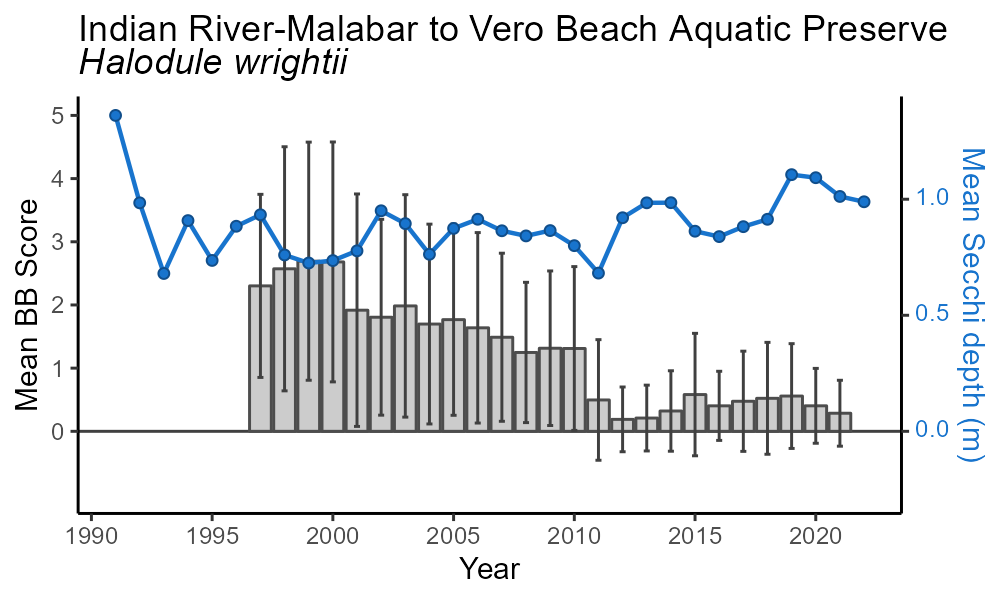 Indian River-Malabar to Vero Beach Aquatic Preserve
Halodule wrightii
Mean BB Score
5
4
3
2
1
0
1.0
0.5
0.0
Mean Secchi depth (m)
1990 1995 2000 2005 2010 2015 2020
Year